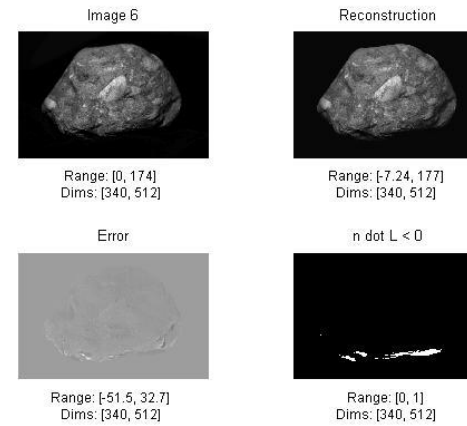 Image 6
Range: [0, 174]
Dims: [340, 512]
Reconstruction
Range: [-7.24, 177]
Dims: [340, 512]
Error
Range: [-51.5, 32.7]
Dims: [340, 512]
n dot L < 0
Range: [0, 1]
Dims: [340, 512]